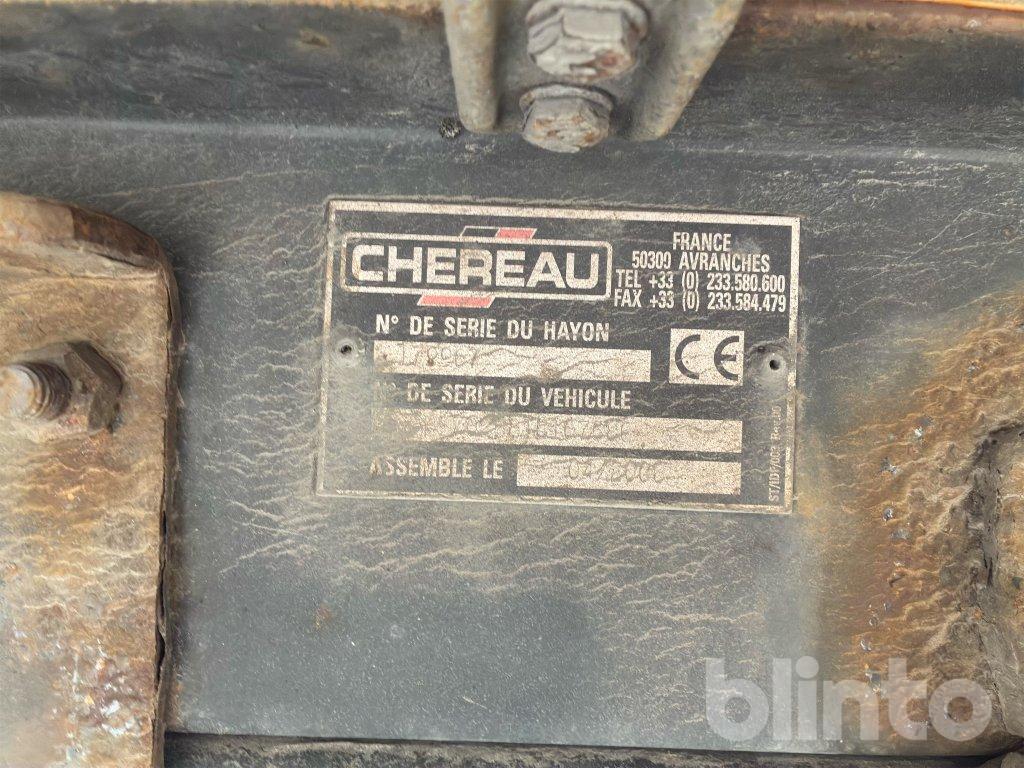 CHEREAU
FRANCE
50300 AVRANCHES
TEL +33 (0) 233.580.600
FAX +33 (0) 233.584.479
N° DE SERIE DU HAYON
CE
N° DE SERIE DU VEHICULE
ASSEMBLE LE
blinto